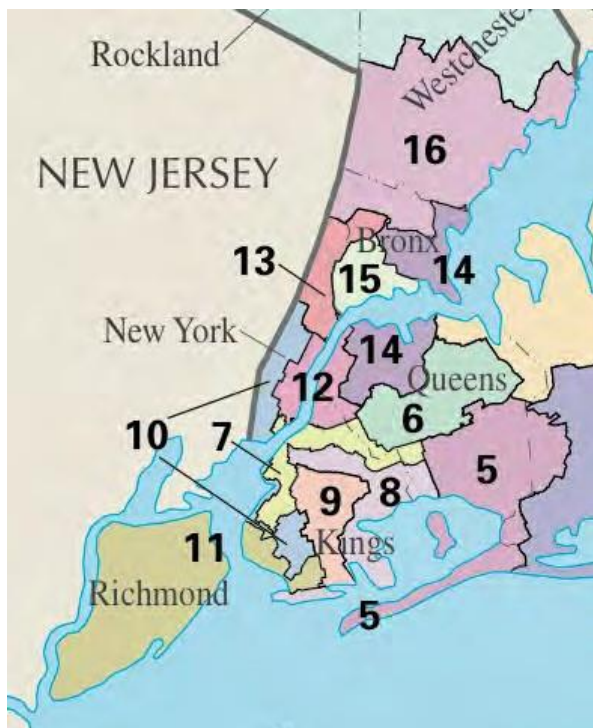 Rockland
Westchester
16
NEW JERSEY
Bronx
13
15
14
New York
14
12
Queens
6
10
7
5
9
8
Kings
11
Richmond
5